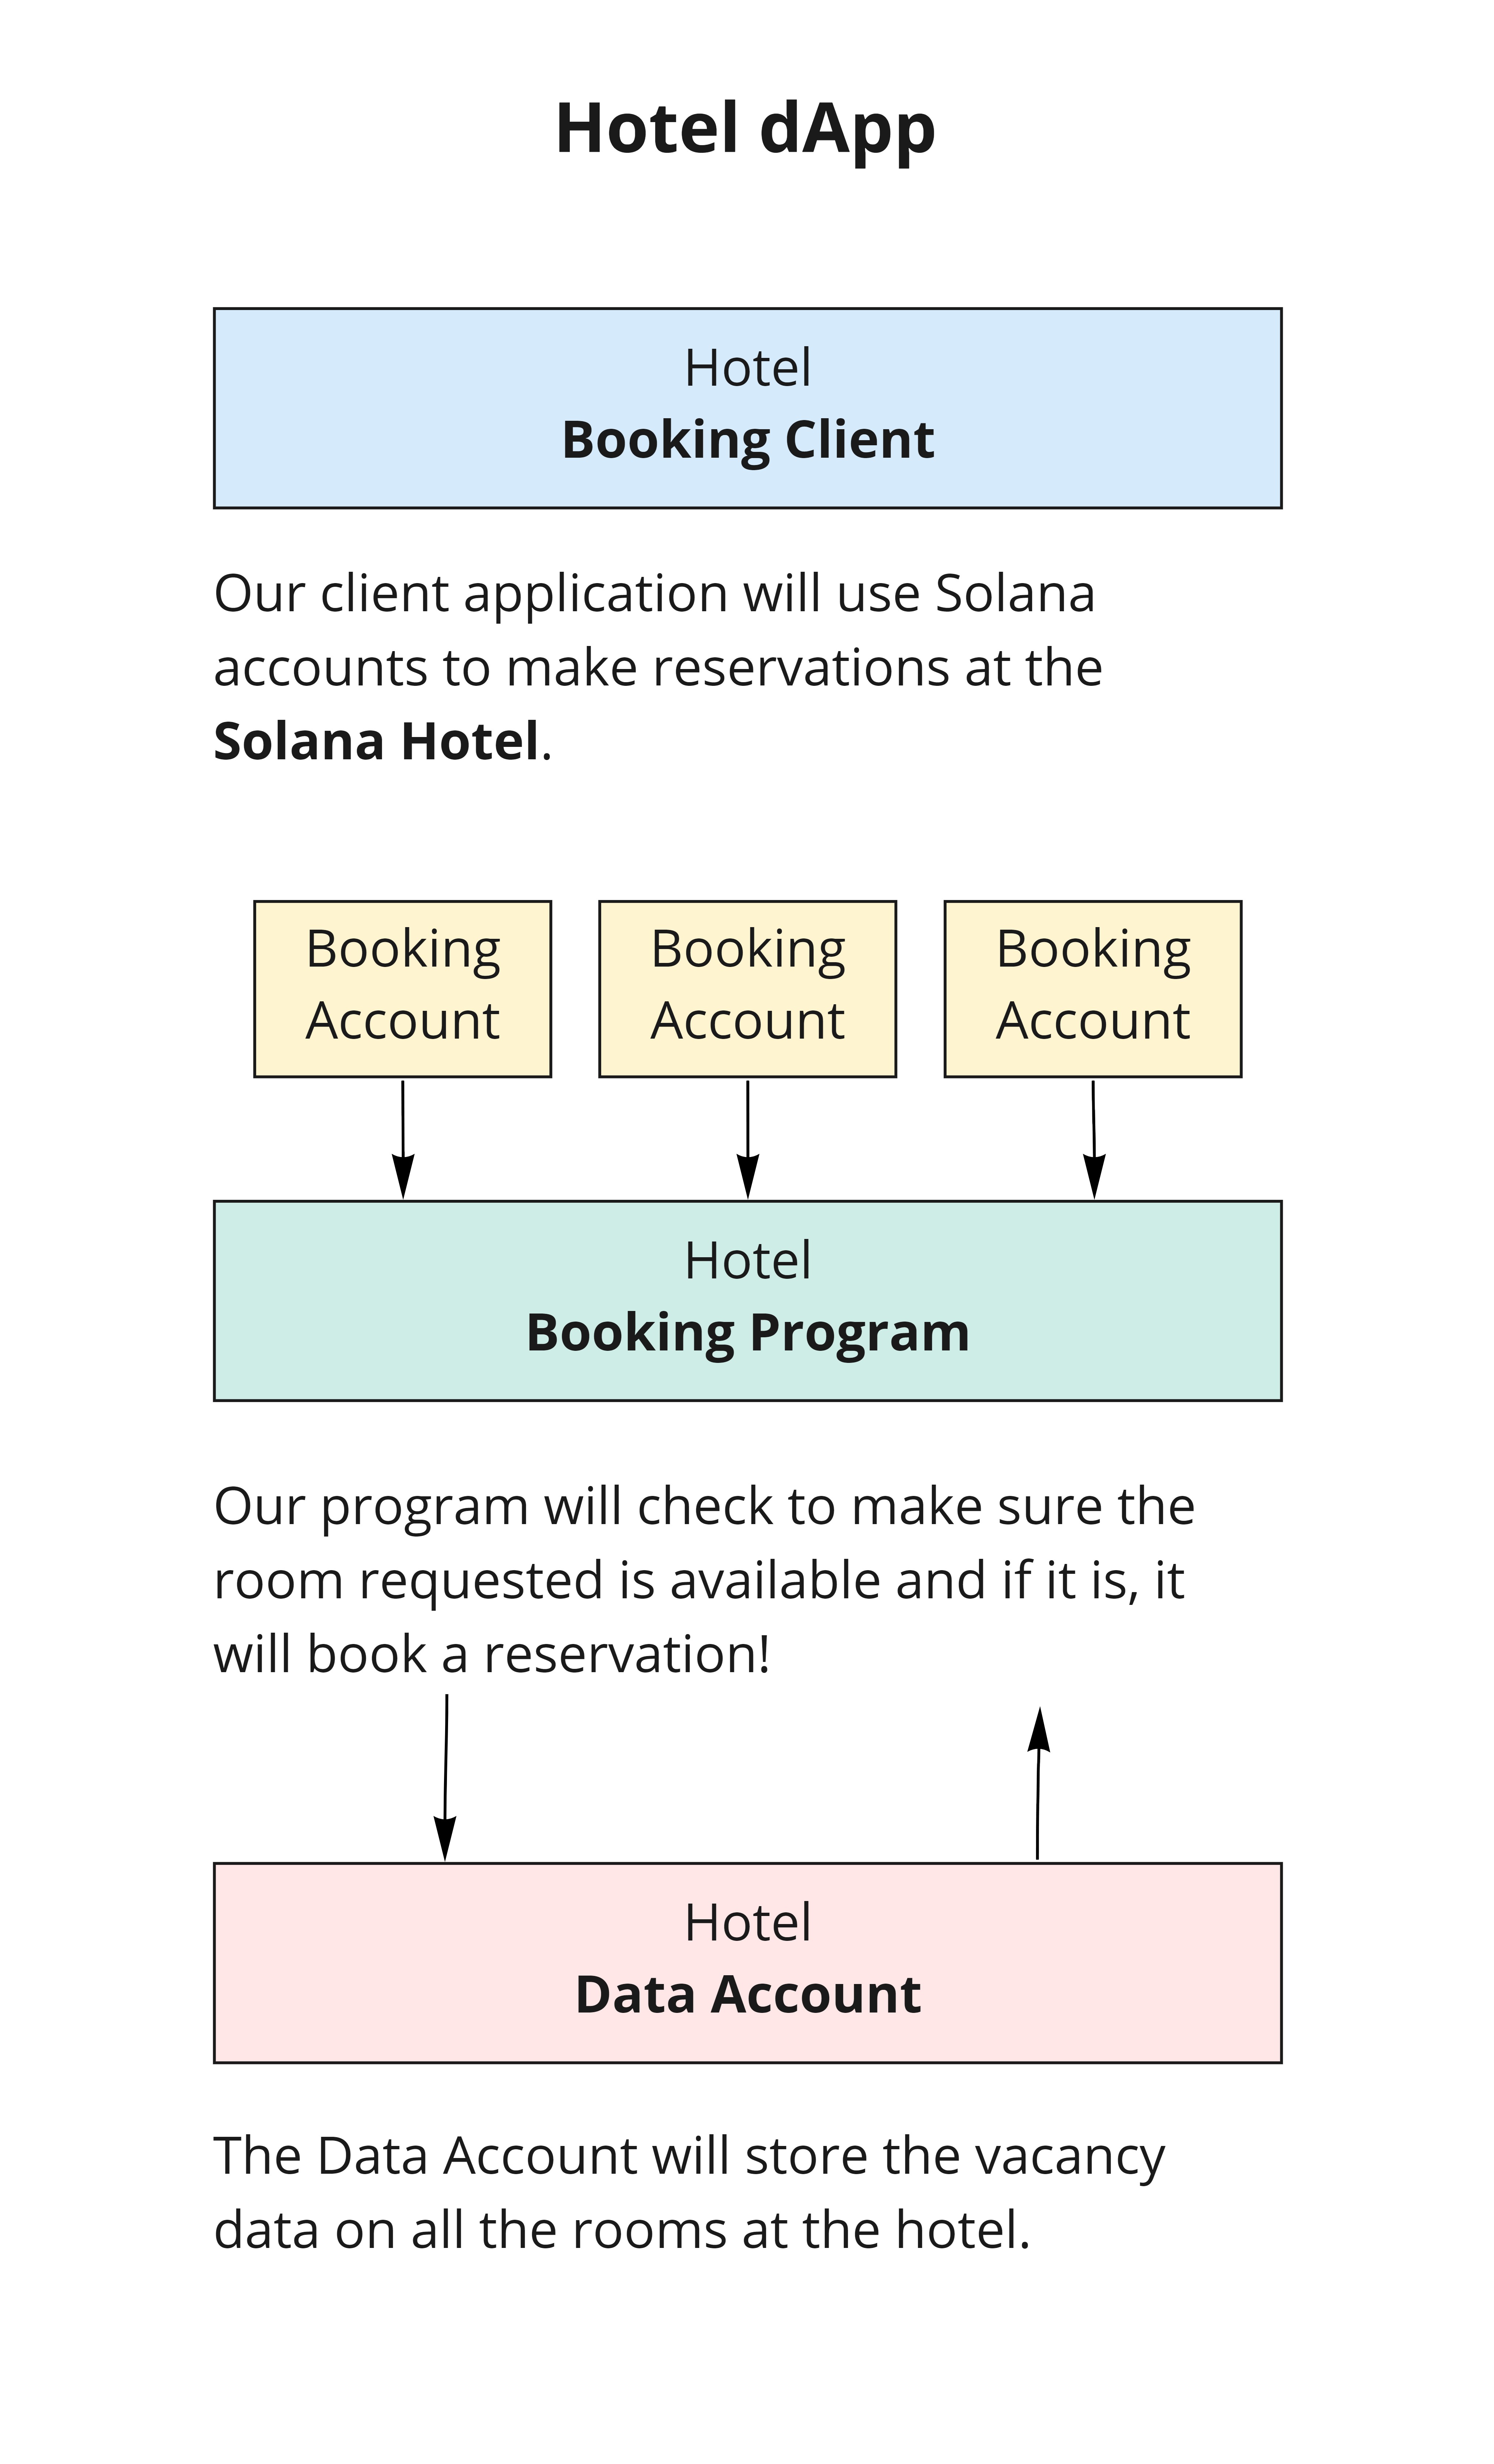 Hotel dApp
Hotel
Booking Client
Our client application will use Solana
accounts to make reservations at the
Solana Hotel.
Booking Booking Booking
Account Account Account
Hotel
Booking Program
Our program will check to make sure the
room requested is available and if it is, it
will book a reservation!
Hotel
Data Account
The Data Account will store the vacancy
data on all the rooms at the hotel.